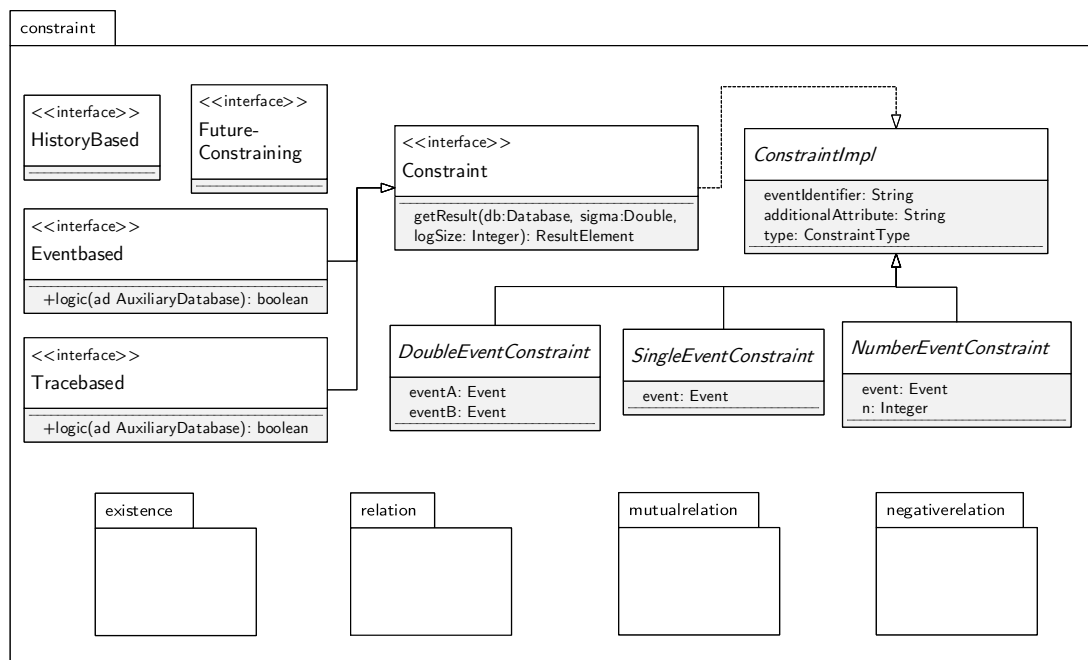 constraint
<<interface>>
HistoryBased
<<interface>>
Future-
Constraining
<<interface>>
Constraint
getResult(db:Database, sigma:Double,
logSize: Integer): ResultElement
ConstraintImpl
eventIdentifier: String
additionalAttribute: String
type: ConstraintType
<<interface>>
Eventbased
+logic(ad AuxiliaryDatabase): boolean
<<interface>>
Tracebased
+logic(ad AuxiliaryDatabase): boolean
DoubleEventConstraint
eventA: Event
eventB: Event
SingleEventConstraint
event: Event
NumberEventConstraint
event: Event
n: Integer
existence
relation
mutualrelation
negativerelation